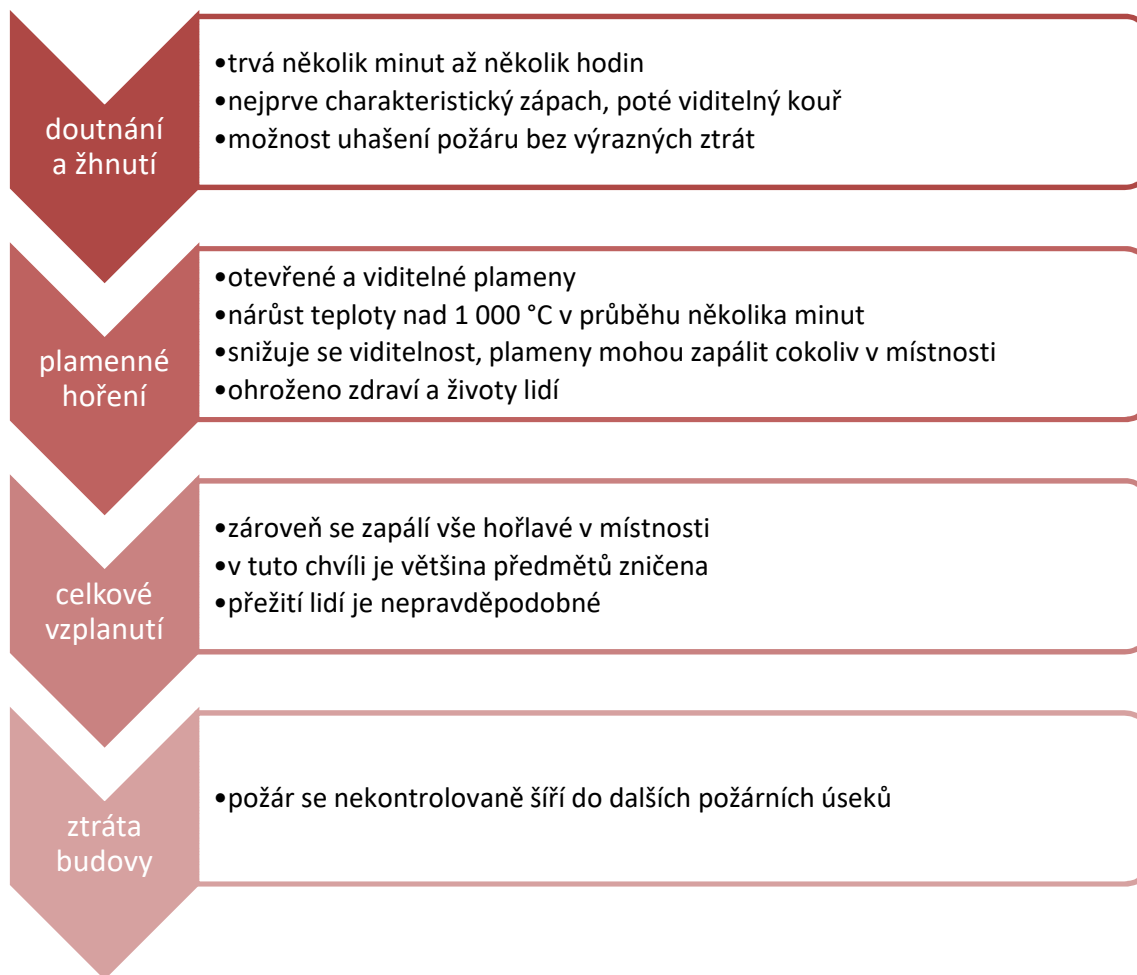 doutnání
a žhnutí
•trvá několik minut až několik hodin
•nejprve charakteristický zápach, poté viditelný kouř
•možnost uhašení požáru bez výrazných ztrát
plamenné
hoření
•otevřené a viditelné plameny
•nárůst teploty nad 1 000 °C v průběhu několika minut
•snižuje se viditelnost, plameny mohou zapálit cokoliv v místnosti
•ohroženo zdraví a životy lidí
celkové
vzplanutí
•zároveň se zapálí vše hořlavé v místnosti
•v tuto chvíli je většina předmětů zničena
•přežití lidí je nepravděpodobné
ztráta
budovy
•požár se nekontrolovaně šíří do dalších požárních úseků